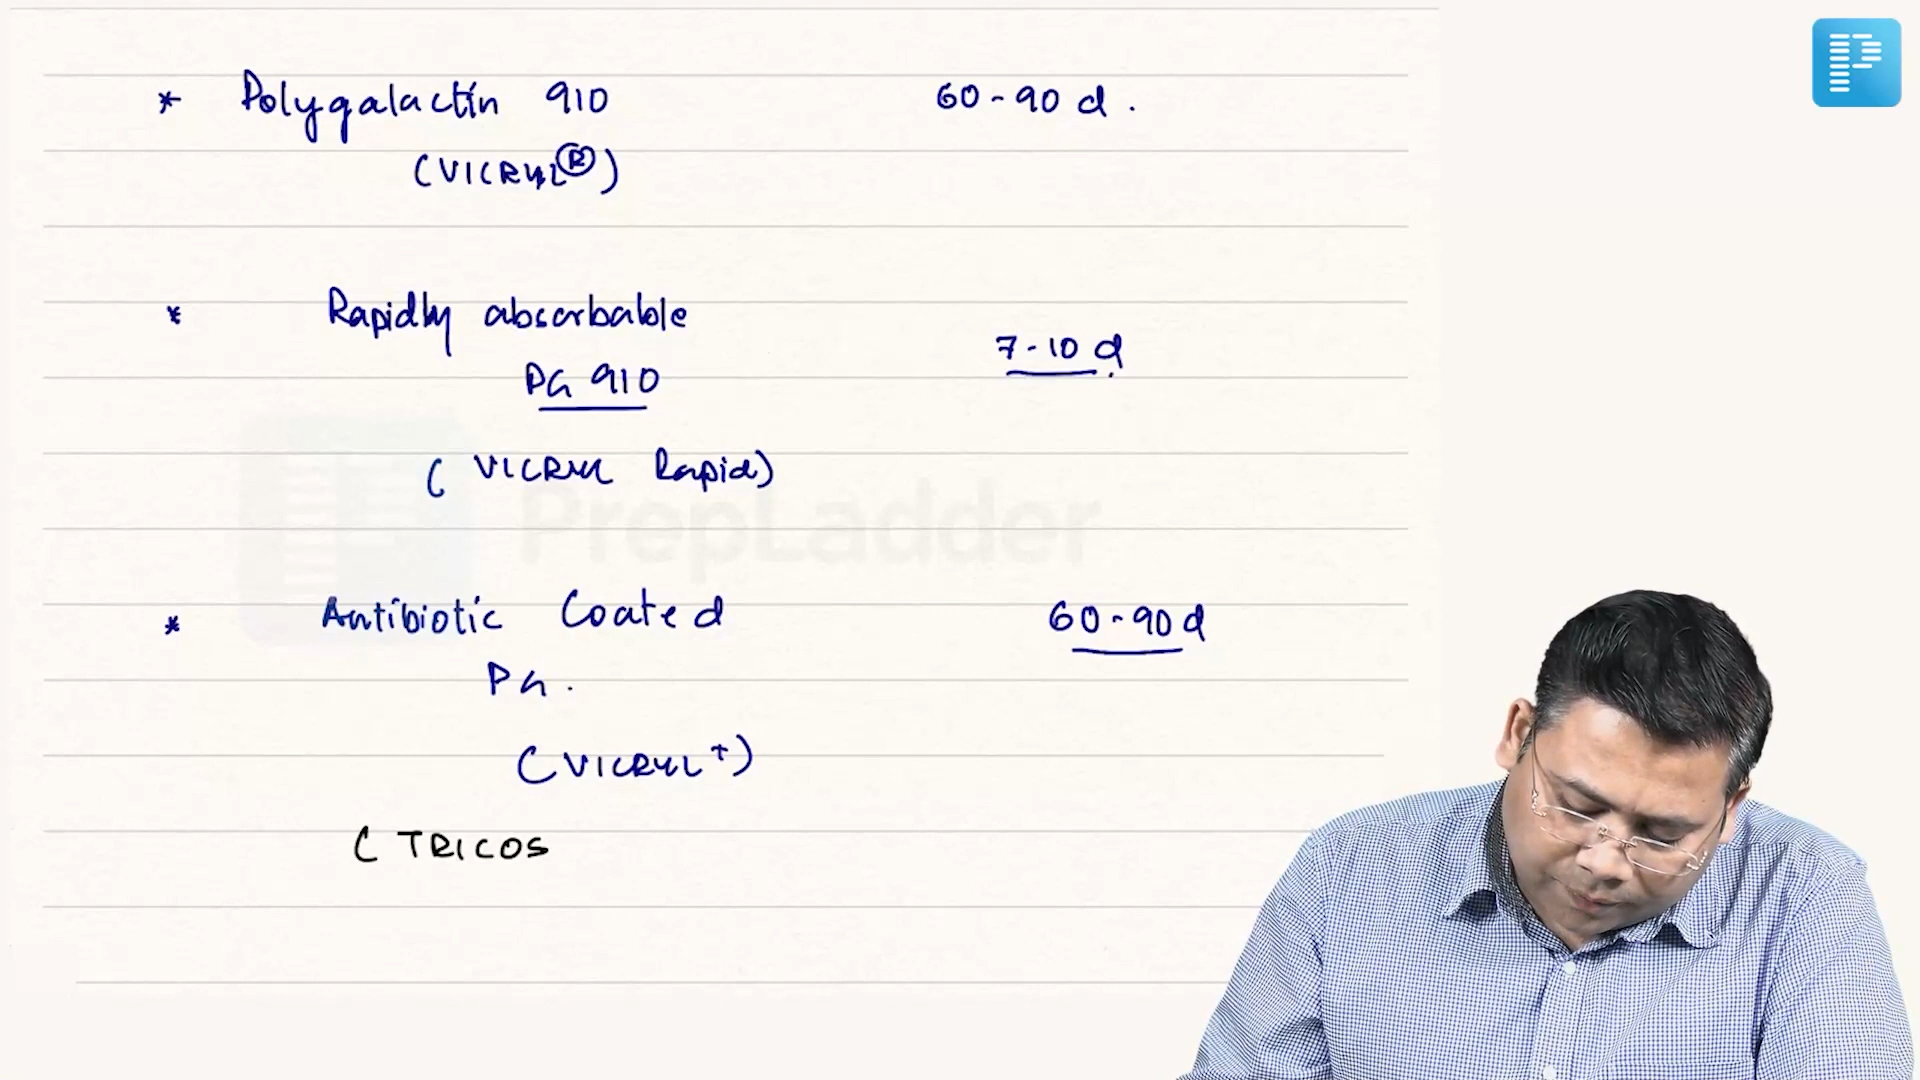 * Polygalactin 910 60-90 d.
(VICRYL®)
* Rapidly absorbable
7-10 d.
PG 910
(VICRYL Rapid)
PrepLadder
* Antibiotic Coated 60-90 d
PG.
(VICRYL+)
(TRICOS